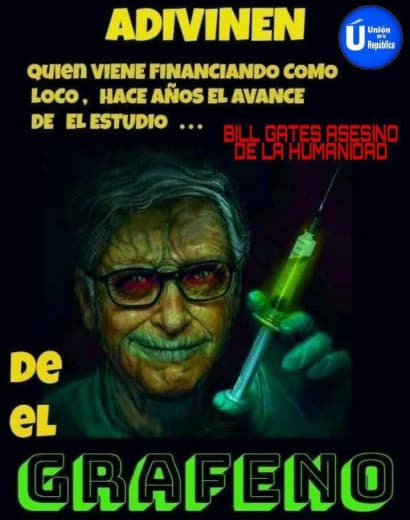 ADIVINEN
Unión
por la
República
QUIEN VIENE FINANCIANDO COMO
LOCO, HACE AÑOS EL AVANCE
DE EL ESTUDIO ...
BILL GATES ASESINO
DE LA HUMANIDAD
De
eL
GRAFENO